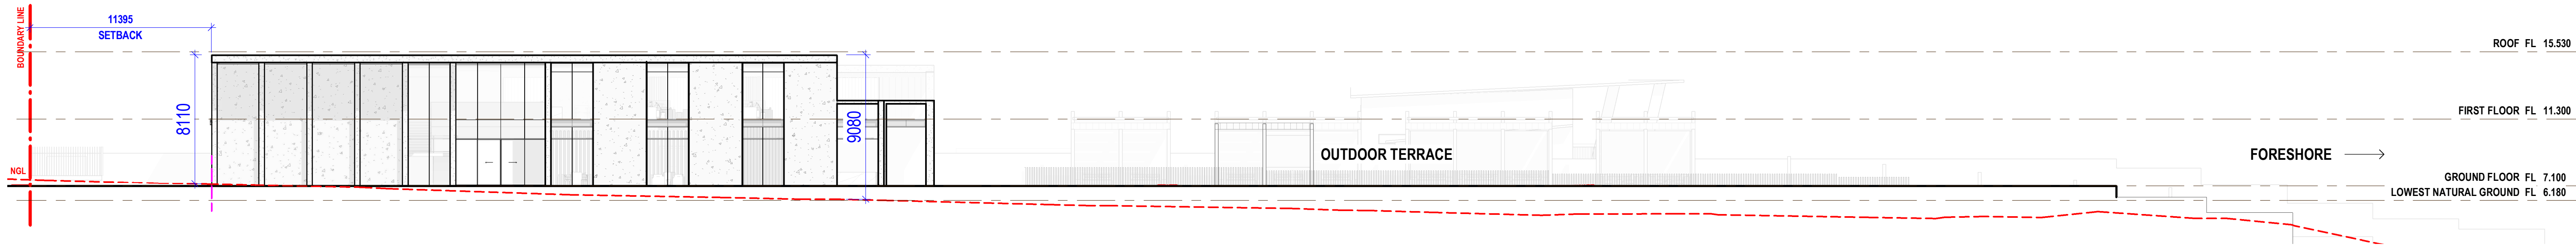 BOUNDARY LINE
11395
SETBACK
ROOF FL 15.530
8110
9080
FIRST FLOOR FL 11.300
OUTDOOR TERRACE
FORESHORE
NGL
GROUND FLOOR FL 7.100
LOWEST NATURAL GROUND FL 6.180